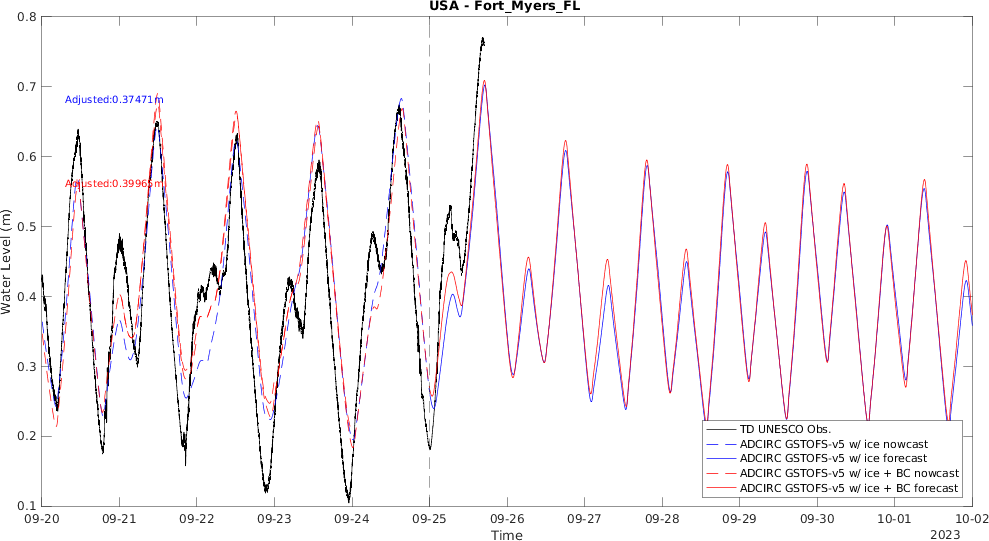 USA - Fort_Myers_FL
0.8
0.7
0.6
0.5
0.4
0.3
0.2
0.1
Water Level (m)
Adjusted:0.37471m
Adjusted:0.39965m
TD UNESCO Obs.
ADCIRC GSTOFS-v5 w/ ice nowcast
ADCIRC GSTOFS-v5 w/ ice forecast
ADCIRC GSTOFS-v5 w/ ice + BC nowcast
ADCIRC GSTOFS-v5 w/ ice + BC forecast
09-20 09-21 09-22 09-23 09-24 09-25 09-26 09-27 09-28 09-29 09-30 10-01 10-02
Time
2023